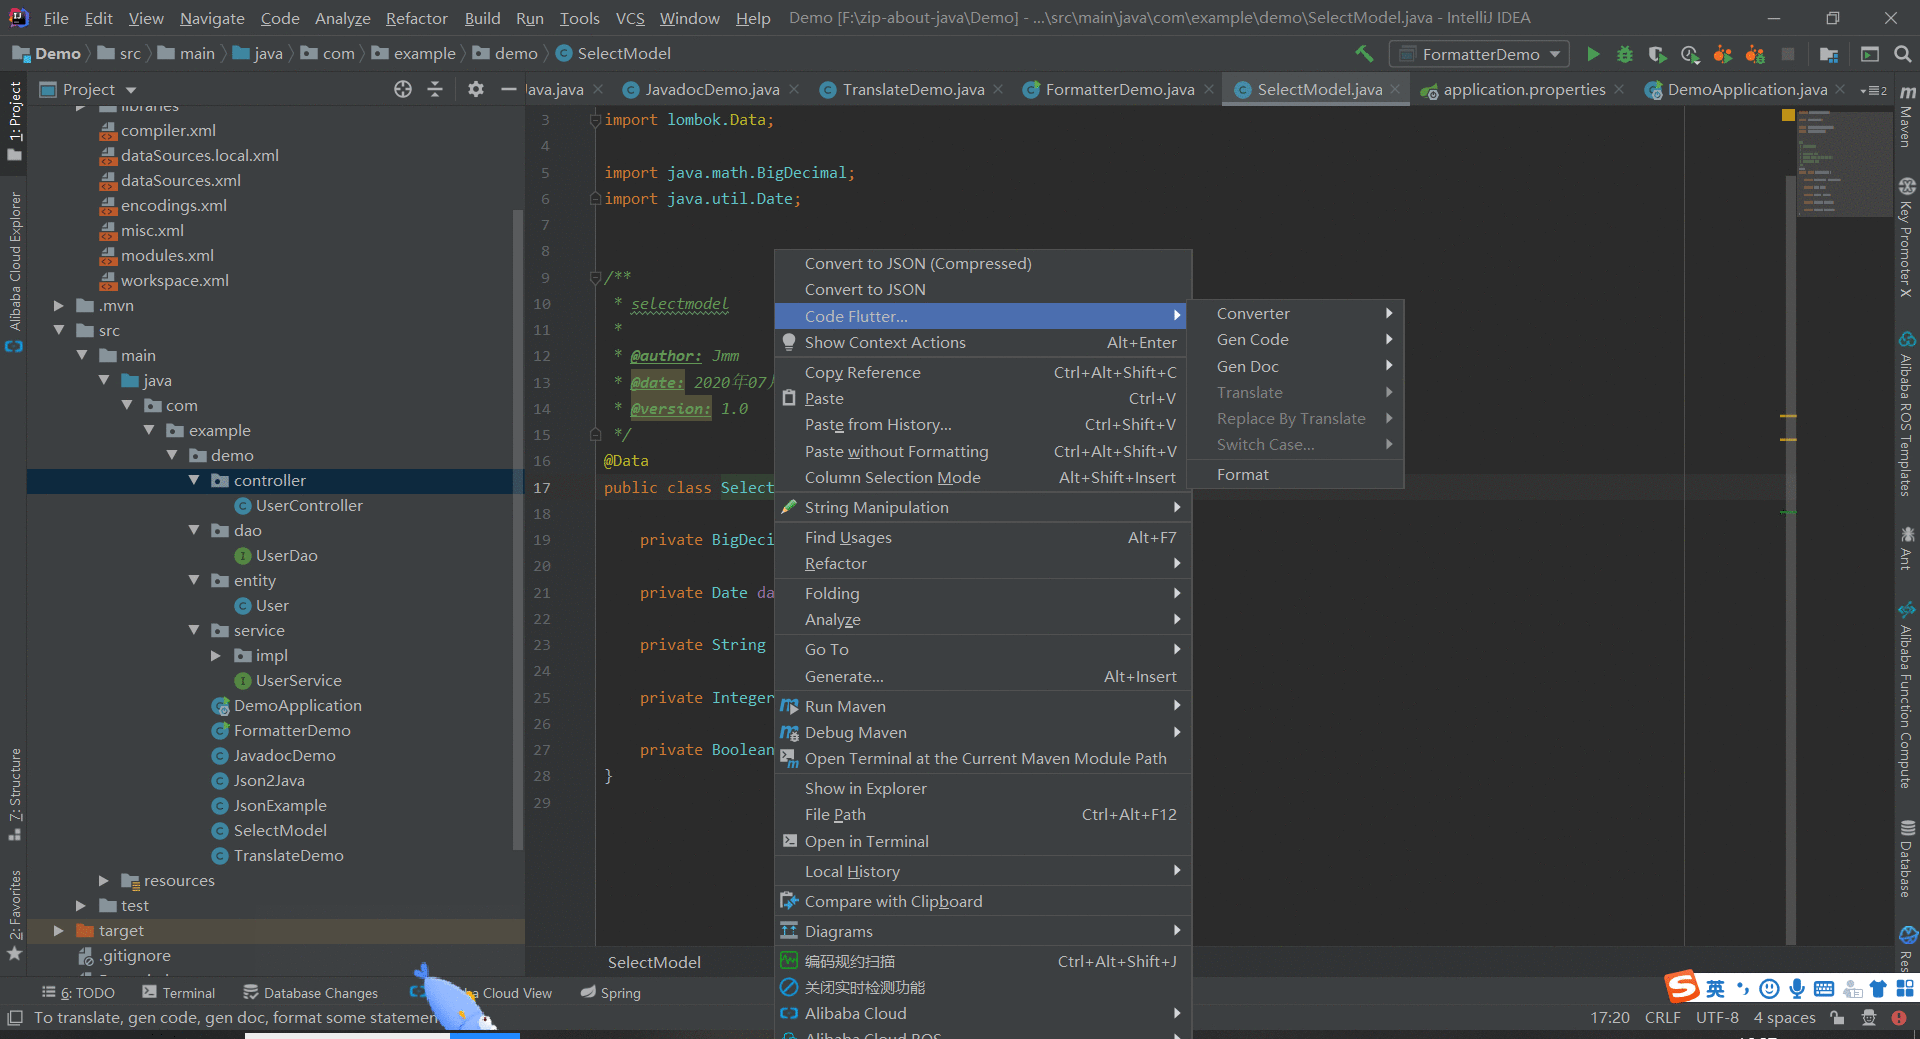 File Edit View Navigate Code Analyze Refactor Build Run Tools VCS Window Help Demo [F:\zip-about-java\Demo] - ...\src\main\java\com\example\demo\SelectModel.java - IntelliJ IDEA
Demo src main java com example demo SelectModel
FormatterDemo
Project
Java.java JavadocDemo.java TranslateDemo.java FormatterDemo.java SelectModel.java application.properties DemoApplication.java 2
1: Project
Alibaba Cloud Explorer
7: Structure
2: Favorites
libraries
compiler.xml
dataSources.local.xml
dataSources.xml
encodings.xml
misc.xml
modules.xml
workspace.xml
.mvn
src
main
java
com
example
demo
controller
UserController
dao
UserDao
entity
User
service
impl
UserService
DemoApplication
FormatterDemo
JavadocDemo
Json2Java
JsonExample
SelectModel
TranslateDemo
resources
test
target
.gitignore
3 import lombok.Data;
4
5 import java.math.BigDecimal;
6 import java.util.Date;
7
8
9 /**
10 * selectmodel
11 *
12 * @author: Jmm
13 * @date: 2020年07
14 * @version: 1.0
15 */
16 @Data
17 public class Select
18
19 private BigDeci
20
21 private Date da
22
23 private String
24
25 private Integer
26
27 private Boolean
28 }
29
Convert to JSON (Compressed)
Convert to JSON
Code Flutter...
Show Context Actions Alt+Enter
Copy Reference Ctrl+Alt+Shift+C
Paste Ctrl+V
Paste from History... Ctrl+Shift+V
Paste without Formatting Ctrl+Alt+Shift+V
Column Selection Mode Alt+Shift+Insert
String Manipulation
Find Usages Alt+F7
Refactor
Folding
Analyze
Go To
Generate... Alt+Insert
Run Maven
Debug Maven
Open Terminal at the Current Maven Module Path
Show in Explorer
File Path Ctrl+Alt+F12
Open in Terminal
Local History
Compare with Clipboard
Diagrams
编码规约扫描 Ctrl+Alt+Shift+J
关闭实时检测功能
Alibaba Cloud
Alibaba Cloud ROS
Converter
Gen Code
Gen Doc
Translate
Replace By Translate
Switch Case...
Format
Maven
Key Promoter X
Alibaba ROS Templates
Ant
Alibaba Function Compute
Database
Res
SelectModel
6: TODO Terminal Database Changes ba Cloud View Spring
英
To translate, gen code, gen doc, format some statemen
17:20 CRLF UTF-8 4 spaces